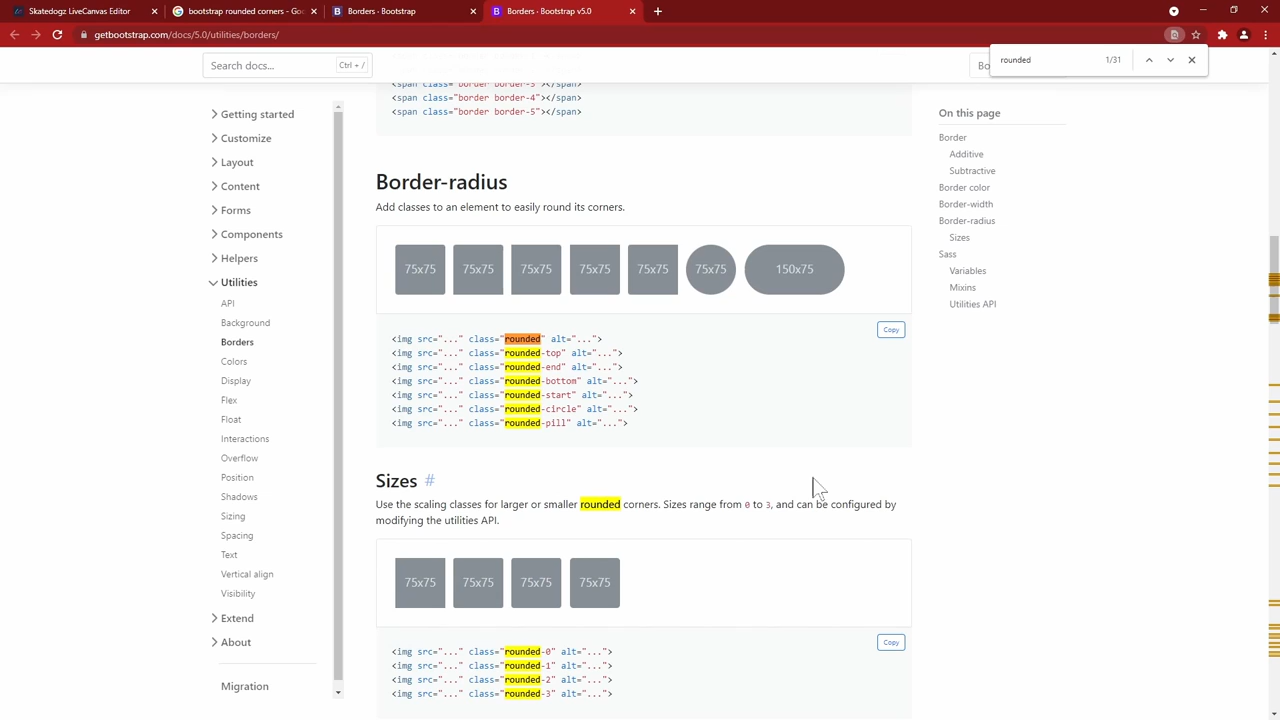 Skatedogz LiveCanvas Editor
bootstrap rounded corners - Goo
Borders · Bootstrap
Borders · Bootstrap v5.0
getbootstrap.com/docs/5.0/utilities/borders/
rounded 1/31
Search docs... Ctrl + /
Bo
<span class="border border-3"></span>
<span class="border border-4"></span>
<span class="border border-5"></span>
Getting started
Customize
Layout
Content
Forms
Components
Helpers
Utilities
API
Background
Borders
Colors
Display
Flex
Float
Interactions
Overflow
Position
Shadows
Sizing
Spacing
Text
Vertical align
Visibility
Extend
About
Migration
Border-radius
Add classes to an element to easily round its corners.
75x75 75x75 75x75 75x75 75x75 75x75 150x75
Copy
<img src="..." class="rounded" alt="...">
<img src="..." class="rounded-top" alt="...">
<img src="..." class="rounded-end" alt="...">
<img src="..." class="rounded-bottom" alt="...">
<img src="..." class="rounded-start" alt="...">
<img src="..." class="rounded-circle" alt="...">
<img src="..." class="rounded-pill" alt="...">
Sizes #
Use the scaling classes for larger or smaller rounded corners. Sizes range from 0 to 3, and can be configured by
modifying the utilities API.
75x75 75x75 75x75 75x75
Copy
<img src="..." class="rounded-0" alt="...">
<img src="..." class="rounded-1" alt="...">
<img src="..." class="rounded-2" alt="...">
<img src="..." class="rounded-3" alt="...">
On this page
Border
Additive
Subtractive
Border color
Border-width
Border-radius
Sizes
Sass
Variables
Mixins
Utilities API